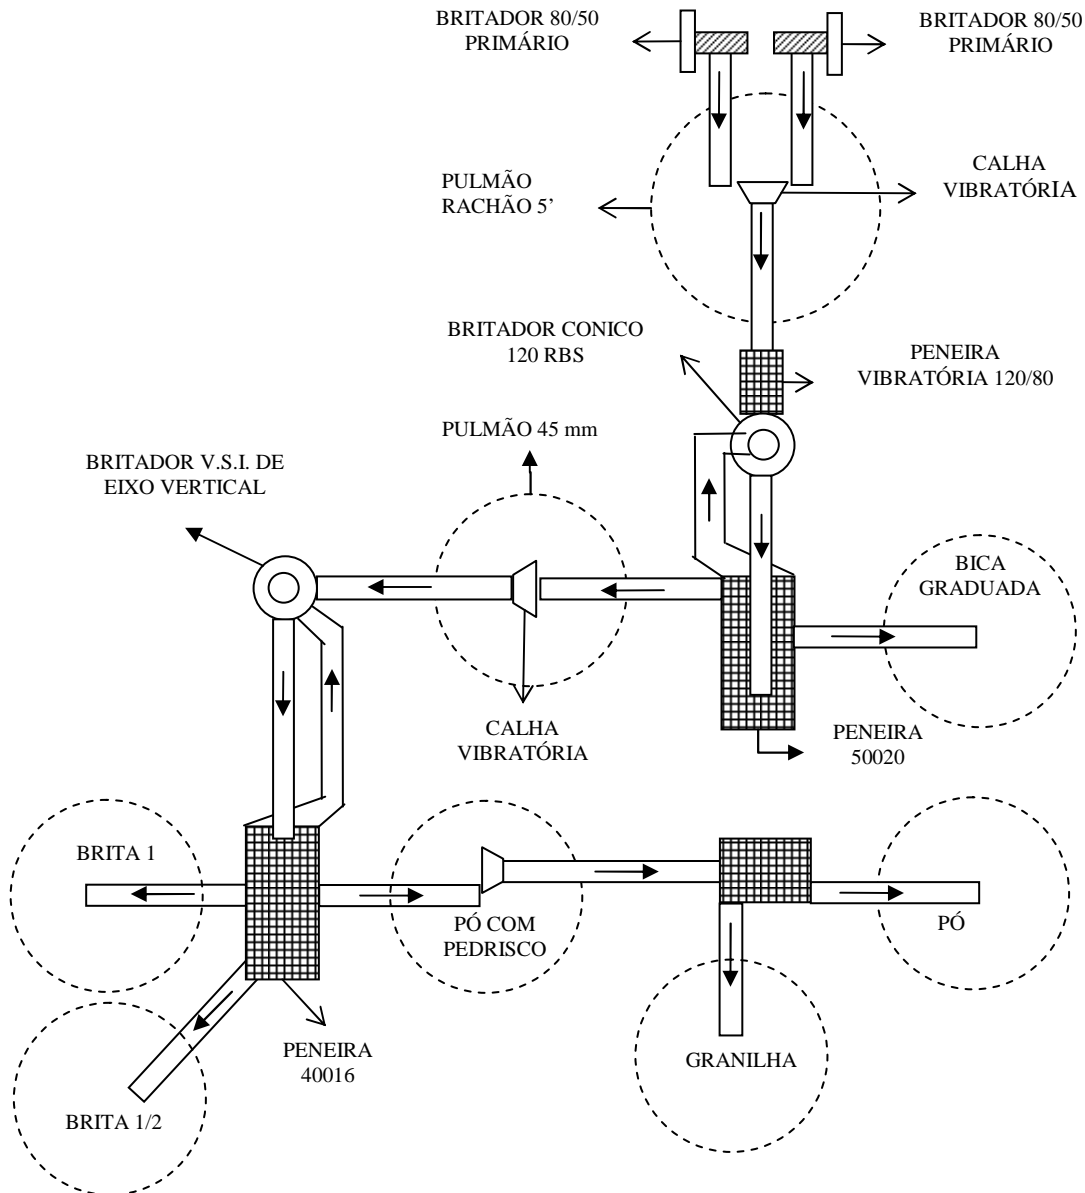 BRITADOR 80/50
PRIMÁRIO
BRITADOR 80/50
PRIMÁRIO
CALHA
VIBRATÓRIA
PULMÃO
RACHÃO 5’
BRITADOR CONICO
120 RBS
PENEIRA
VIBRATÓRIA 120/80
PULMÃO 45 mm
BRITADOR V.S.I. DE
EIXO VERTICAL
BICA
GRADUADA
CALHA
VIBRATÓRIA
PENEIRA
50020
BRITA 1
PÓ COM
PEDRISCO
PÓ
PENEIRA
40016
GRANILHA
BRITA 1/2